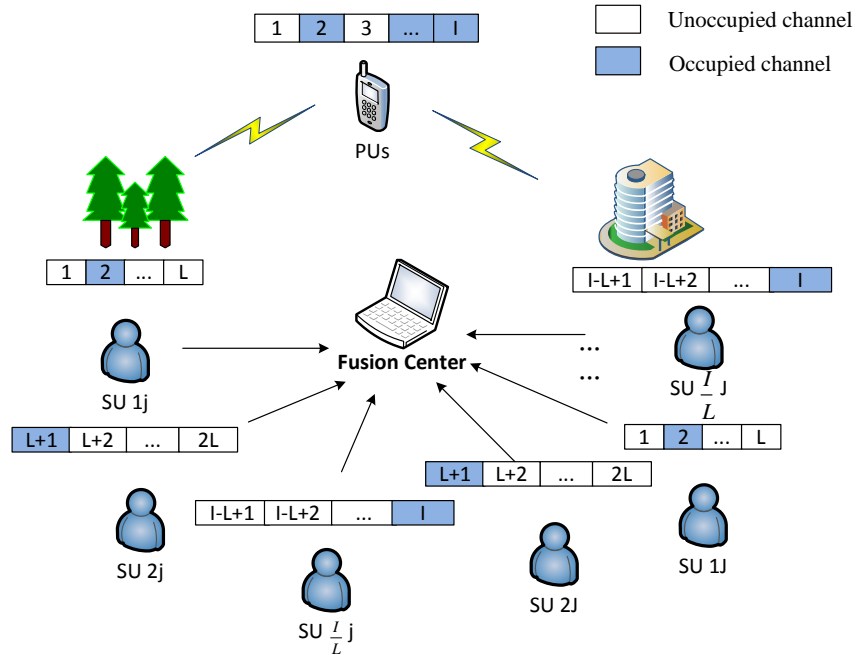 1 2 3 ... I
Unoccupied channel
Occupied channel
PUs
1 2 ... L
I-L+1 I-L+2 ... I
Fusion Center
...
...
SU 1j
SU I/L J
L+1 L+2 ... 2L
1 2 ... L
L+1 L+2 ... 2L
I-L+1 I-L+2 ... I
SU 2j
SU 2J
SU 1J
SU I/L j